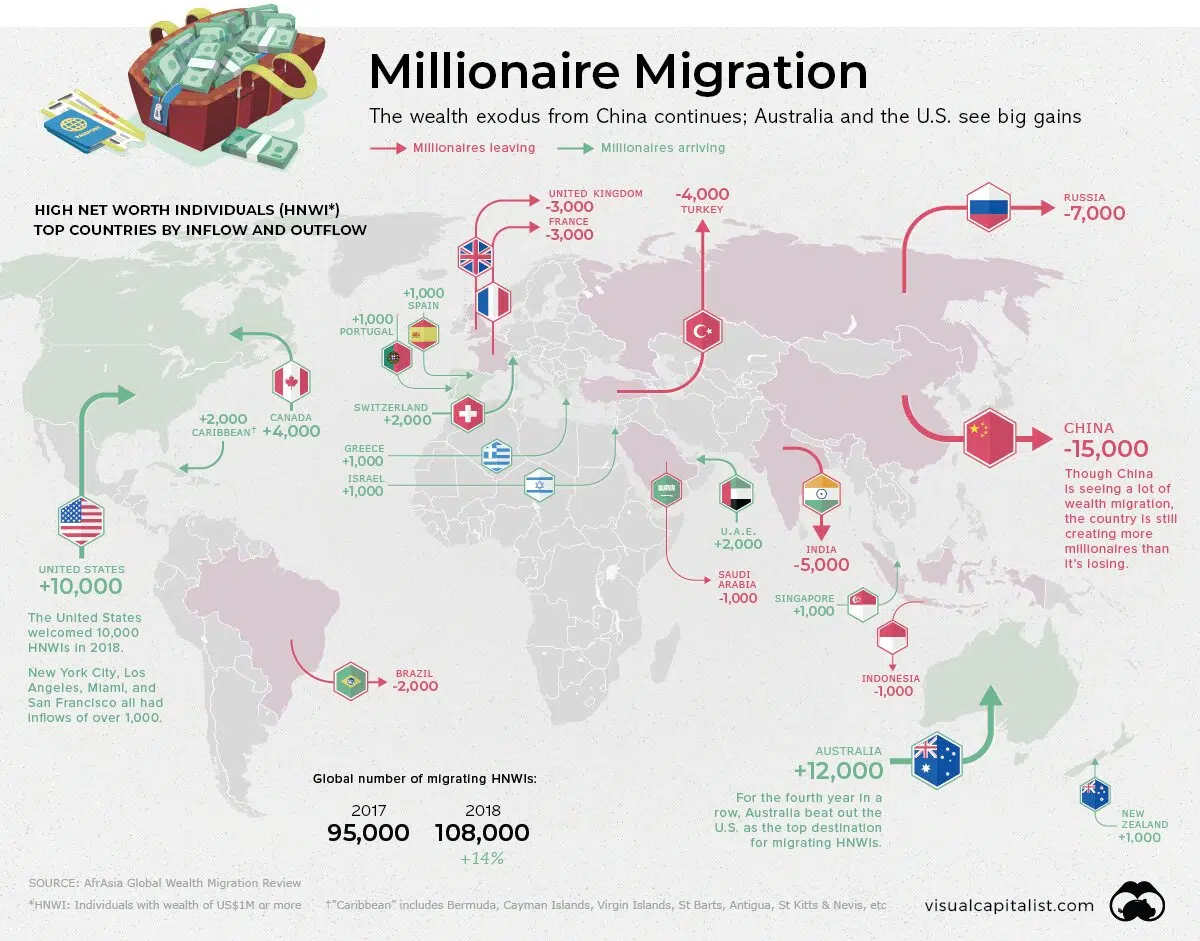 Millionaire Migration
The wealth exodus from China continues; Australia and the U.S. see big gains
Millionaires leaving
Millionaires arriving
PASSPORT
HIGH NET WORTH INDIVIDUALS (HNWI*)
TOP COUNTRIES BY INFLOW AND OUTFLOW
UNITED KINGDOM
-3,000
FRANCE
-3,000
-4,000
TURKEY
RUSSIA
-7,000
+1,000
SPAIN
+1,000
PORTUGAL
SWITZERLAND
+2,000
GREECE
+1,000
ISRAEL
+1,000
CANADA
+4,000
+2,000
CARIBBEAN†
UNITED STATES
+10,000
The United States
welcomed 10,000
HNWIs in 2018.
New York City, Los
Angeles, Miami, and
San Francisco all had
inflows of over 1,000.
CHINA
-15,000
Though China
is seeing a lot of
wealth migration,
the country is still
creating more
millionaires than
it's losing.
U.A.E.
+2,000
INDIA
-5,000
SAUDI
ARABIA
-1,000
SINGAPORE
+1,000
INDONESIA
-1,000
BRAZIL
-2,000
AUSTRALIA
+12,000
For the fourth year in a
row, Australia beat out the
U.S. as the top destination
for migrating HNWIs.
NEW
ZEALAND
+1,000
Global number of migrating HNWIs:
2017
95,000
2018
108,000
+14%
SOURCE: AfrAsia Global Wealth Migration Review
*HNWI: Individuals with wealth of US$1M or more
†"Caribbean" includes Bermuda, Cayman Islands, Virgin Islands, St Barts, Antigua, St Kitts & Nevis, etc
visualcapitalist.com